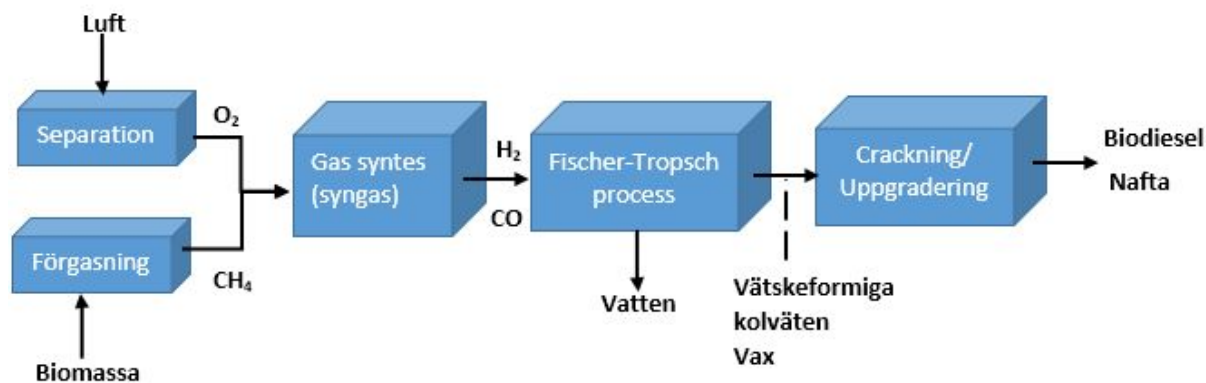 Luft
Separation
O₂
Förgasning
CH₄
Biomassa
Gas syntes
(syngas)
H₂
CO
Fischer-Tropsch
process
Vatten
Vätskeformiga
kolväten
Vax
Crackning/
Uppgradering
Biodiesel
Nafta